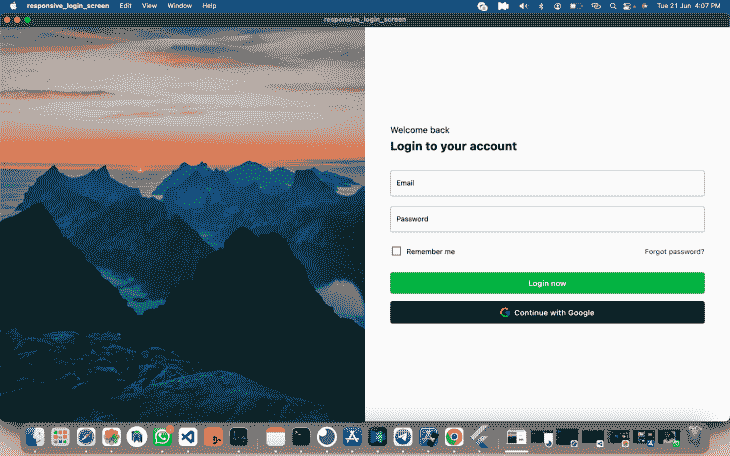 responsive_login_screen Edit View Window Help Tue 21 Jun 4:07 PM
responsive_login_screen
Welcome back
Login to your account
Email
Password
Remember me Forgot password?
Login now
Continue with Google